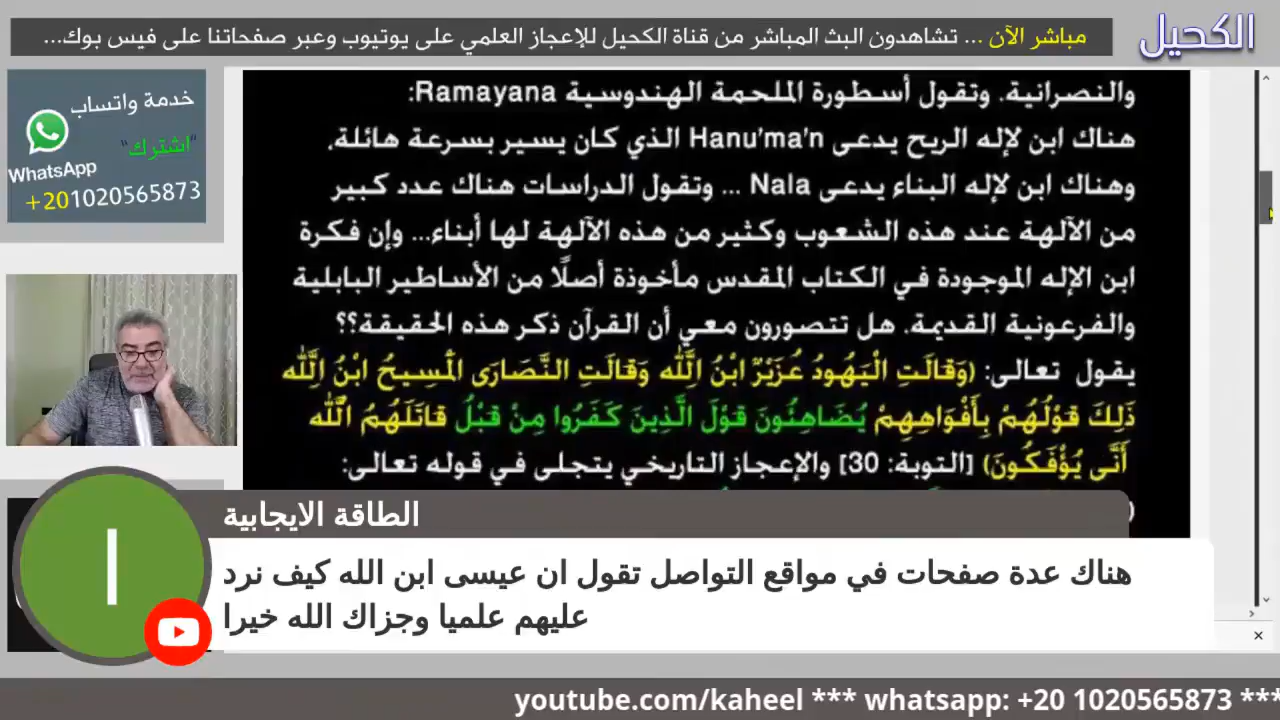 مباشر الآن ... تشاهدون البث المباشر من قناة الكحيل للإعجاز العلمي على يوتيوب وعبر صفحاتنا على فيس بوك...
الكحيل
خدمة واتساب
"اشترك"
WhatsApp
+201020565873
والنصرانية. وتقول أسطورة الملحمة الهندوسية Ramayana:
هناك ابن لإله الريح يدعى Hanu'ma'n الذي كان يسير بسرعة هائلة،
وهناك ابن لإله البناء يدعى Nala ... وتقول الدراسات هناك عدد كبير
من الآلهة عند هذه الشعوب وكثير من هذه الآلهة لها أبناء... وإن فكرة
ابن الإله الموجودة في الكتاب المقدس مأخوذة أصلًا من الأساطير البابلية
والفرعونية القديمة. هل تتصورون معي أن القرآن ذكر هذه الحقيقة؟؟
يقول تعالى: (وَقَالَتِ الْيَهُودُ عُزَيْرٌ ابْنُ اللَّهِ وَقَالَتِ النَّصَارَى الْمَسِيحُ ابْنُ اللَّهِ
ذَلِكَ قَوْلُهُمْ بِأَفْوَاهِهِمْ يُضَاهِئُونَ قَوْلَ الَّذِينَ كَفَرُوا مِنْ قَبْلُ قَاتَلَهُمُ اللَّهُ
أَنَّى يُؤْفَكُونَ) [التوبة: 30] والإعجاز التاريخي يتجلى في قوله تعالى:
الطاقة الايجابية
ا
هناك عدة صفحات في مواقع التواصل تقول ان عيسى ابن الله كيف نرد
عليهم علميا وجزاك الله خيرا
youtube.com/kaheel *** whatsapp: +20 1020565873 ***